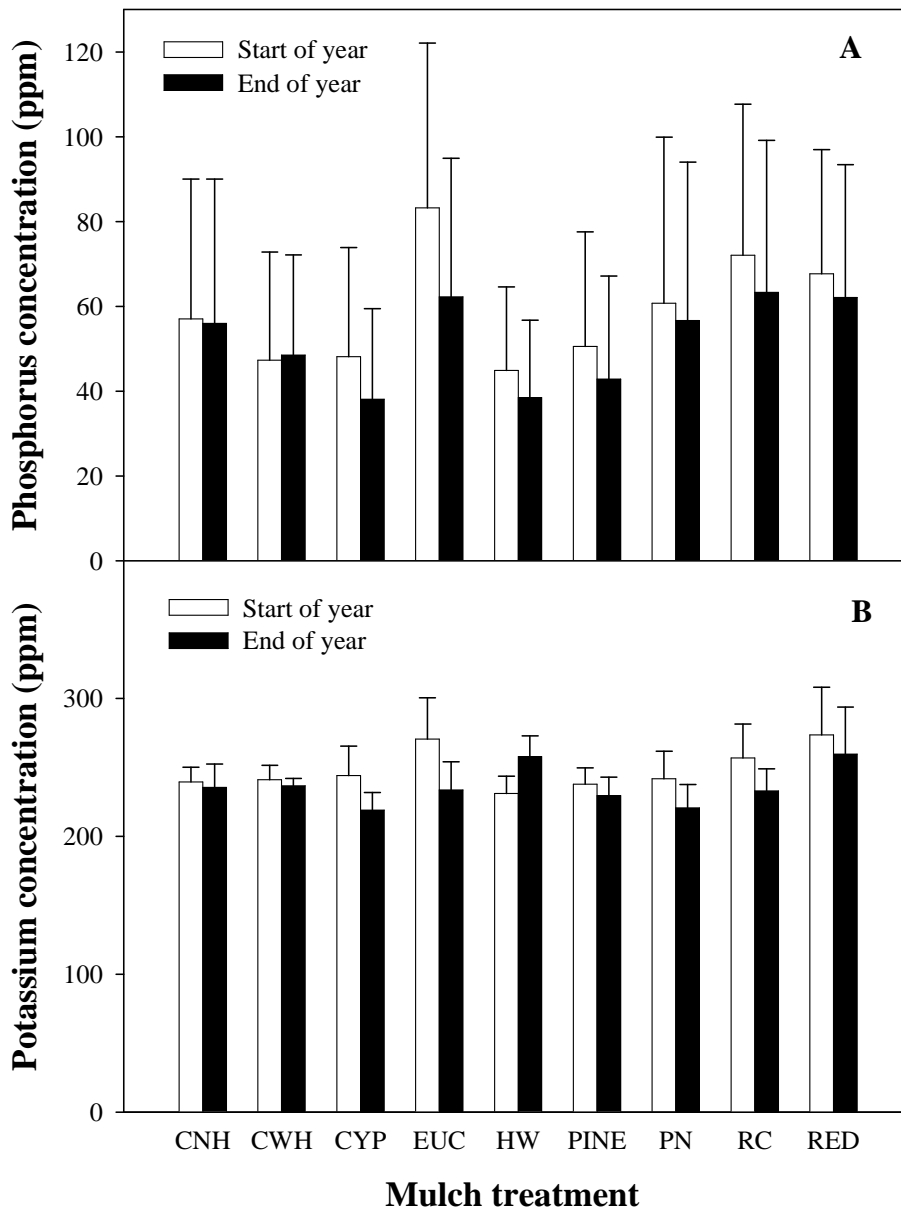 Phosphorus concentration (ppm)
120
100
80
60
40
20
0
Start of year
End of year
A
Potassium concentration (ppm)
300
200
100
0
Start of year
End of year
B
CNH CWH CYP EUC HW PINE PN RC RED
Mulch treatment